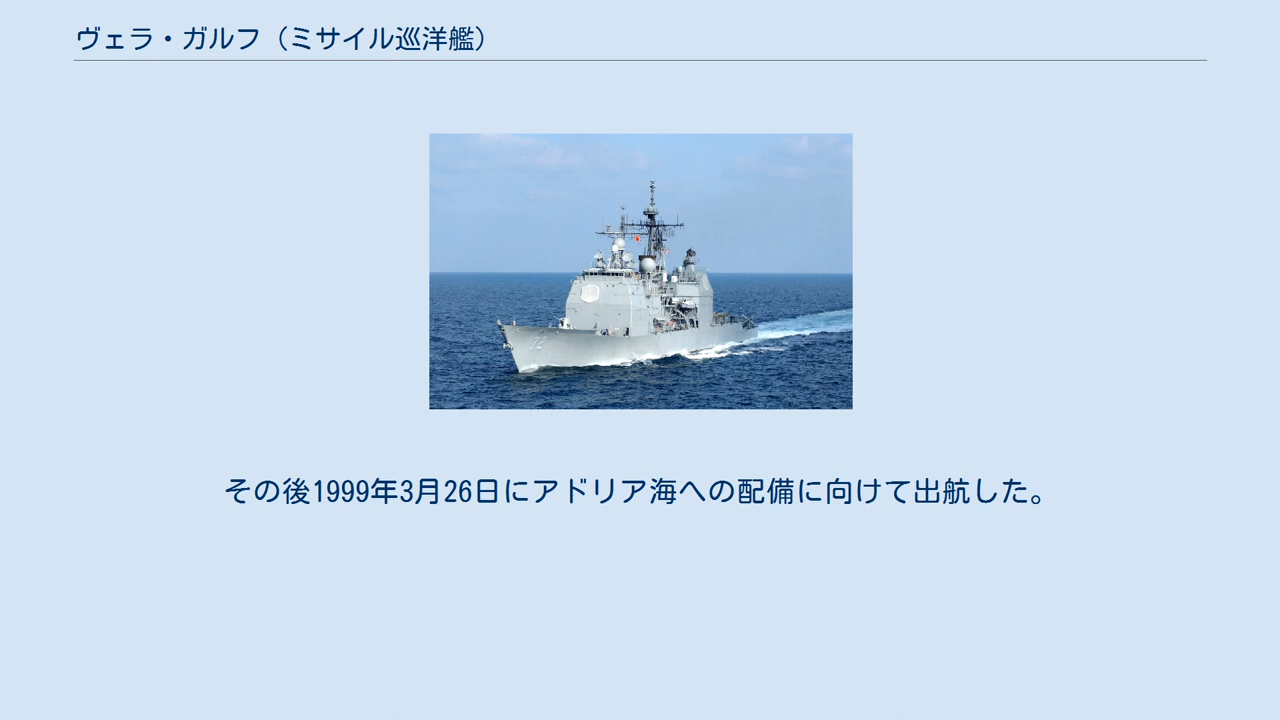 ヴェラ・ガルフ（ミサイル巡洋艦）
72
その後1999年3月26日にアドリア海への配備に向けて出航した。